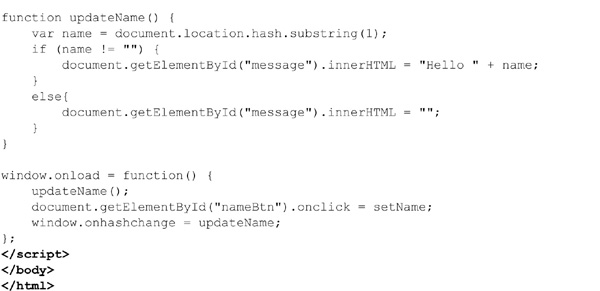 function updateName() {
    var name = document.location.hash.substring(1);
    if (name != "") {
        document.getElementById("message").innerHTML = "Hello " + name;
    }
    else{
        document.getElementById("message").innerHTML = "";
    }
}

window.onload = function() {
    updateName();
    document.getElementById("nameBtn").onclick = setName;
    window.onhashchange = updateName;
};
</script>
</body>
</html>